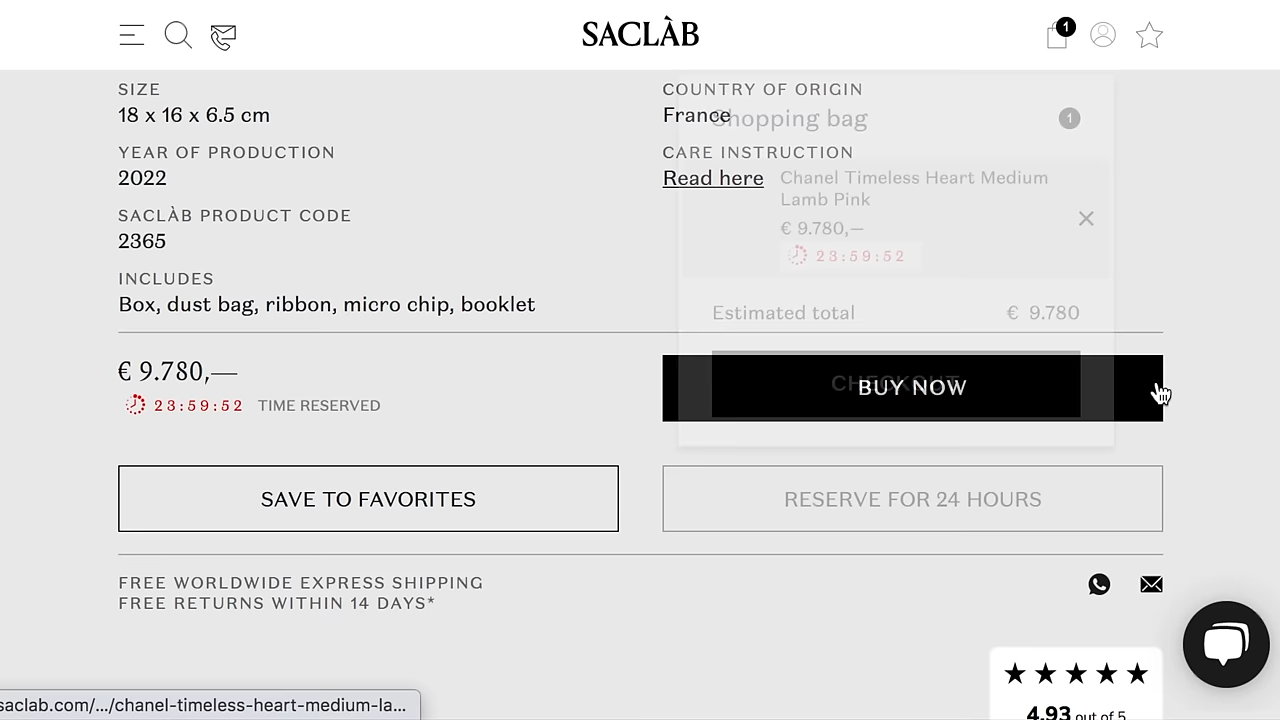 SACLÀB
1
SIZE
18 x 16 x 6.5 cm
YEAR OF PRODUCTION
2022
SACLÀB PRODUCT CODE
2365
INCLUDES
Box, dust bag, ribbon, micro chip, booklet
COUNTRY OF ORIGIN
France
CARE INSTRUCTION
Read here
Shopping bag
1
Chanel Timeless Heart Medium
Lamb Pink
€ 9.780,—
23:59:52
Estimated total € 9.780
CHECKOUT
€ 9.780,—
23:59:52 TIME RESERVED
BUY NOW
SAVE TO FAVORITES
RESERVE FOR 24 HOURS
FREE WORLDWIDE EXPRESS SHIPPING
FREE RETURNS WITHIN 14 DAYS*
4.93 out of 5
saclab.com/.../chanel-timeless-heart-medium-la...